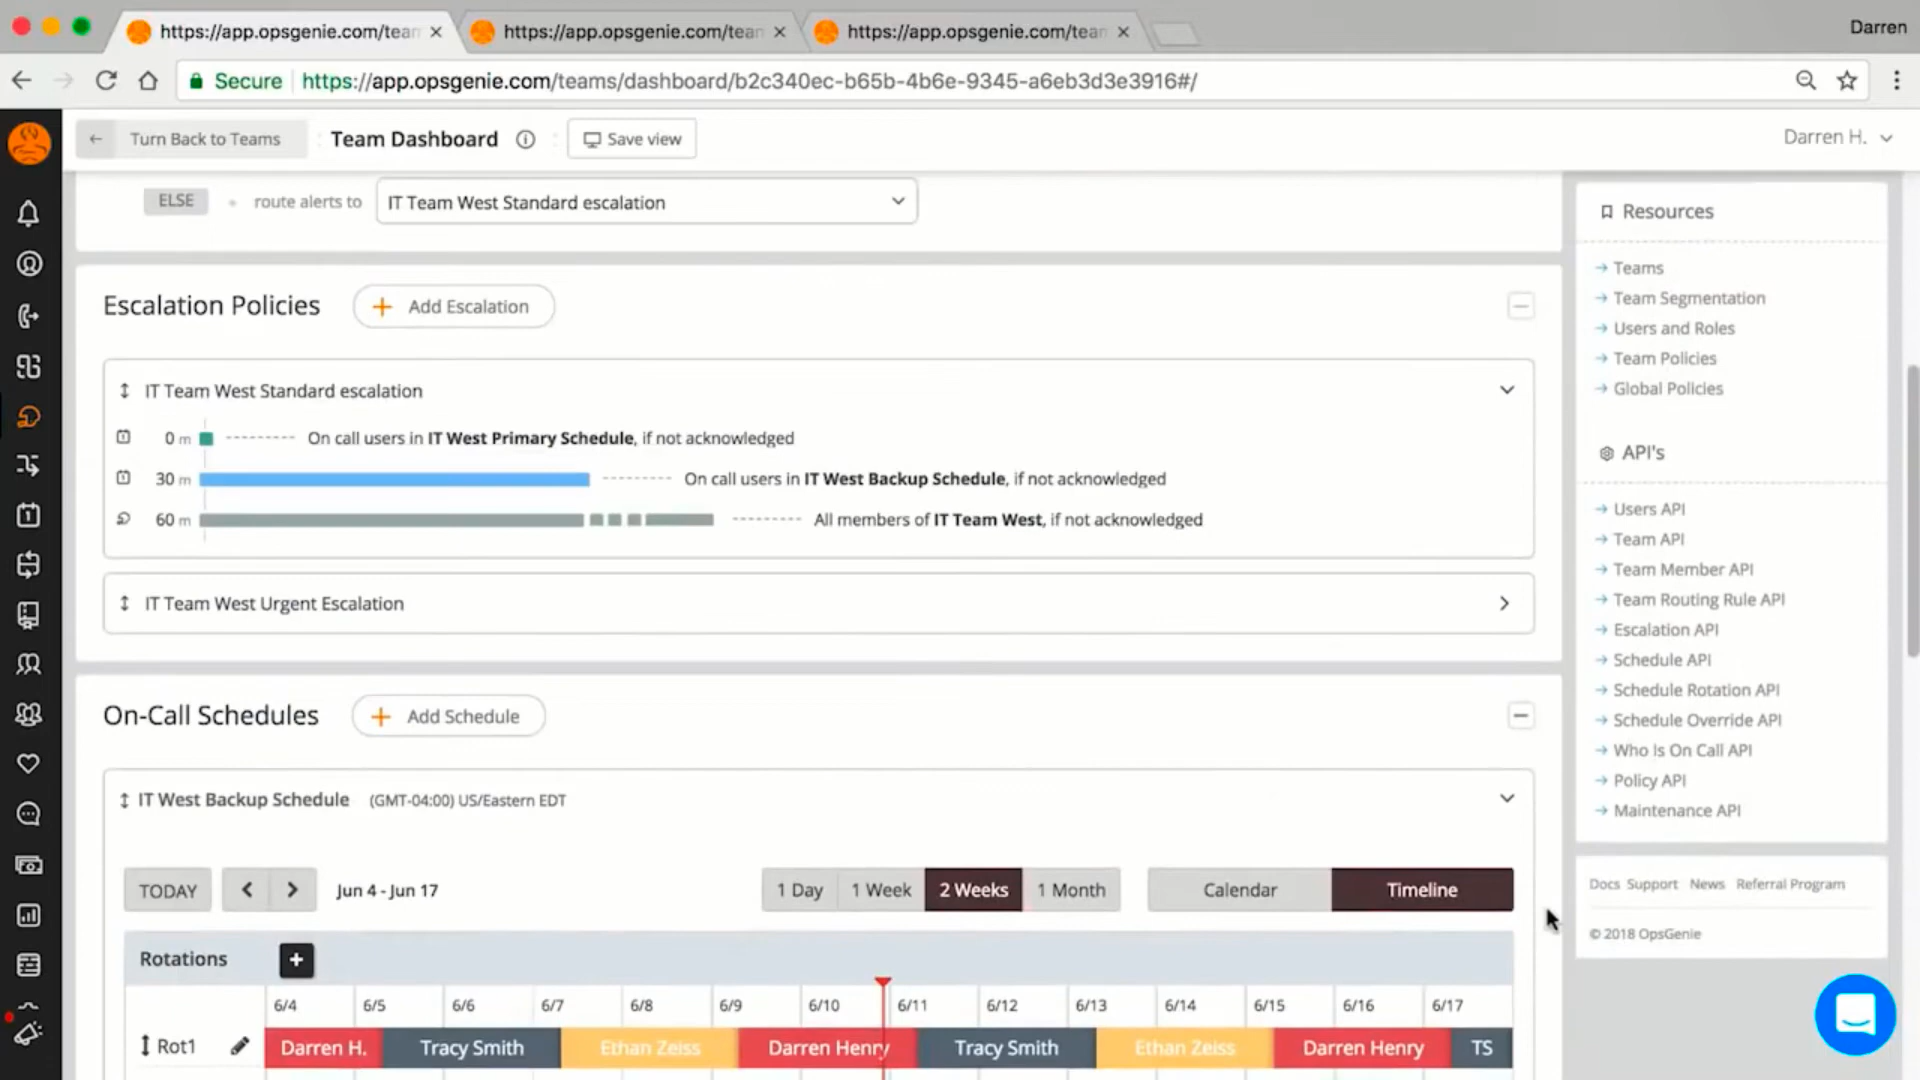 https://app.opsgenie.com/tean
https://app.opsgenie.com/tean
https://app.opsgenie.com/tean
Darren
Secure
https://app.opsgenie.com/teams/dashboard/b2c340ec-b65b-4b6e-9345-a6eb3d3e3916#/
Turn Back to Teams
Team Dashboard
Save view
Darren H.
ELSE
route alerts to
IT Team West Standard escalation
Escalation Policies
Add Escalation
IT Team West Standard escalation
0 m
On call users in IT West Primary Schedule, if not acknowledged
30 m
On call users in IT West Backup Schedule, if not acknowledged
60 m
All members of IT Team West, if not acknowledged
IT Team West Urgent Escalation
On-Call Schedules
Add Schedule
IT West Backup Schedule
(GMT-04:00) US/Eastern EDT
TODAY
Jun 4 - Jun 17
1 Day
1 Week
2 Weeks
1 Month
Calendar
Timeline
Rotations
6/4 6/5 6/6 6/7 6/8 6/9 6/10 6/11 6/12 6/13 6/14 6/15 6/16 6/17
Rot1
Darren H. Tracy Smith Ethan Zeiss Darren Henry Tracy Smith Ethan Zeiss Darren Henry TS
Resources
Teams
Team Segmentation
Users and Roles
Team Policies
Global Policies
API's
Users API
Team API
Team Member API
Team Routing Rule API
Escalation API
Schedule API
Schedule Rotation API
Schedule Override API
Who Is On Call API
Policy API
Maintenance API
Docs Support News Referral Program
© 2018 OpsGenie